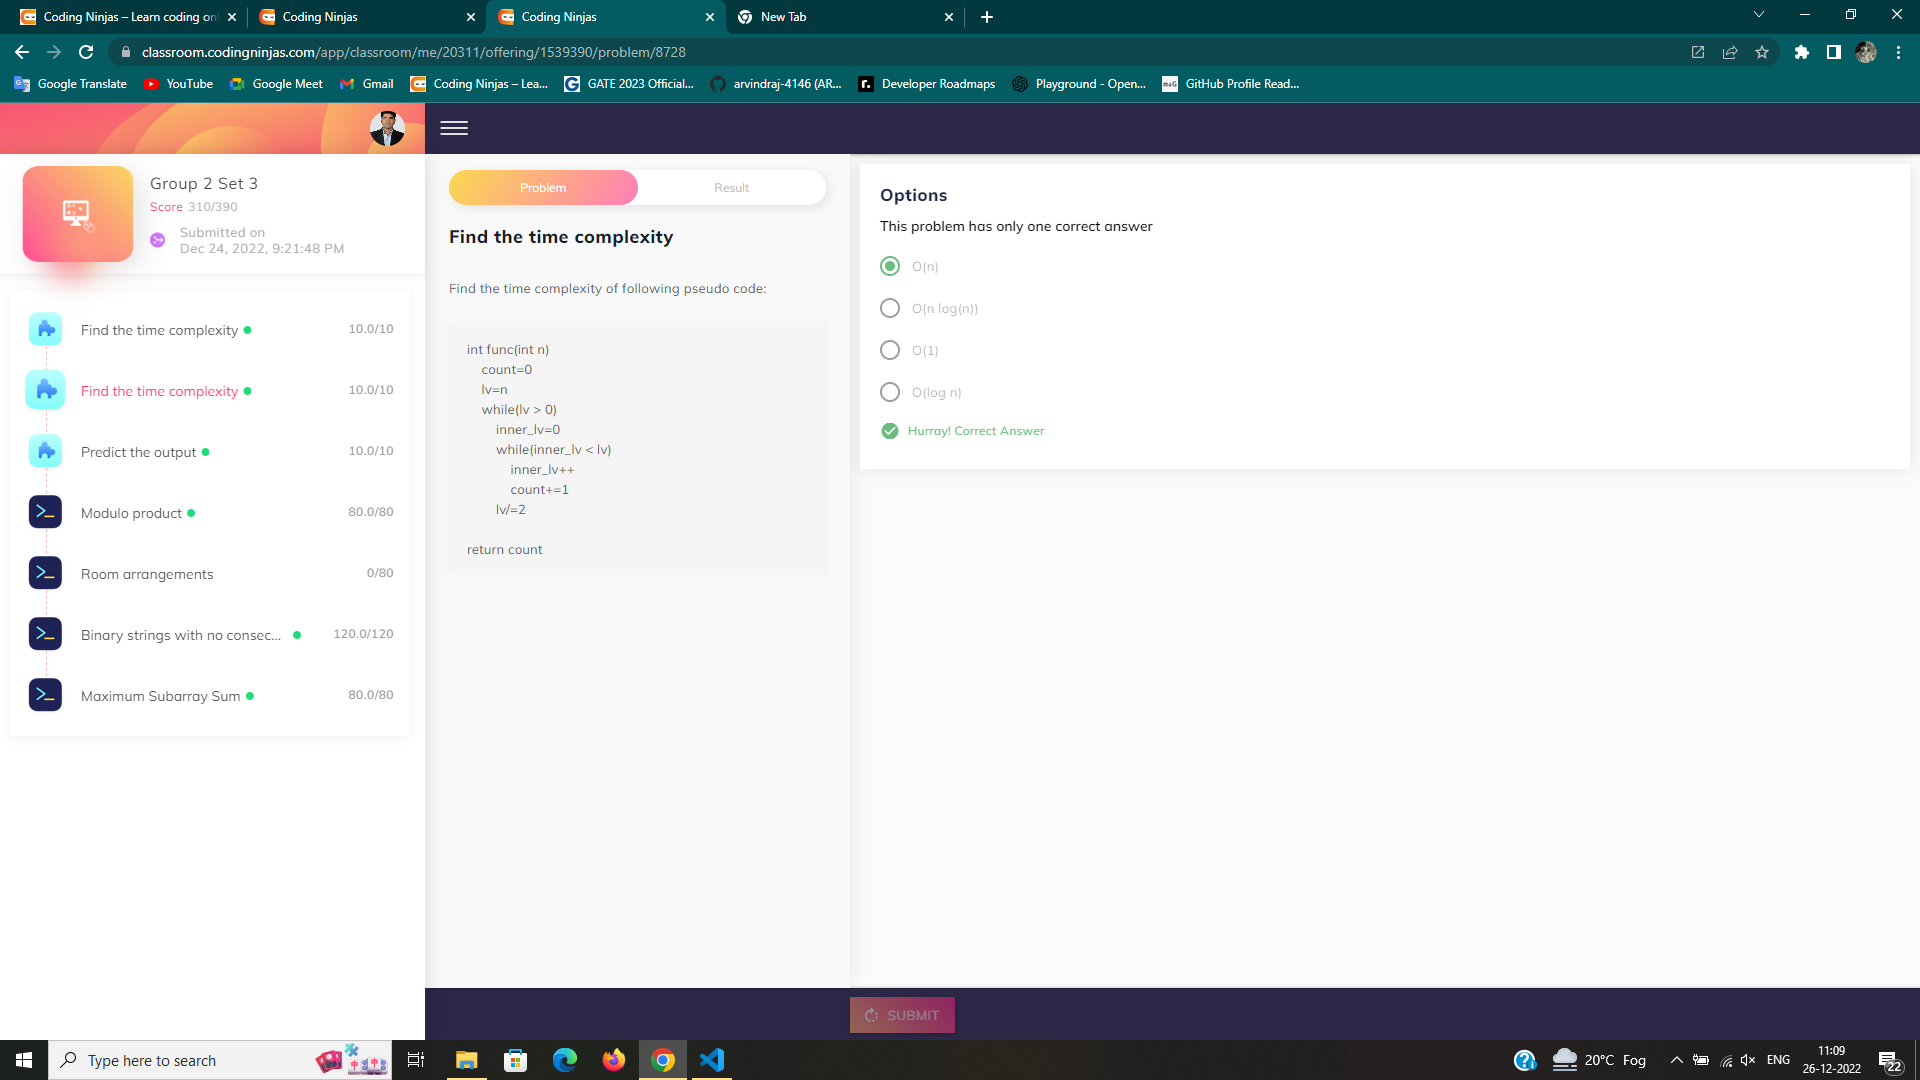 Coding Ninjas – Learn coding onl
Coding Ninjas
Coding Ninjas
New Tab
classroom.codingninjas.com/app/classroom/me/20311/offering/1539390/problem/8728
Google Translate
YouTube
Google Meet
Gmail
Coding Ninjas – Lea...
GATE 2023 Official...
arvindraj-4146 (AR...
Developer Roadmaps
Playground - Open...
GitHub Profile Read...
Group 2 Set 3
Score 310/390
Submitted on
Dec 24, 2022, 9:21:48 PM
Find the time complexity 10.0/10
Find the time complexity 10.0/10
Predict the output 10.0/10
Modulo product 80.0/80
Room arrangements 0/80
Binary strings with no consec... 120.0/120
Maximum Subarray Sum 80.0/80
Problem
Result
Find the time complexity
Find the time complexity of following pseudo code:
int func(int n)
count=0
lv=n
while(lv > 0)
inner_lv=0
while(inner_lv < lv)
inner_lv++
count+=1
lv/=2
return count
Options
This problem has only one correct answer
O(n)
O(n log(n))
O(1)
O(log n)
Hurray! Correct Answer
SUBMIT
Type here to search
20°C Fog
ENG
11:09
26-12-2022
22